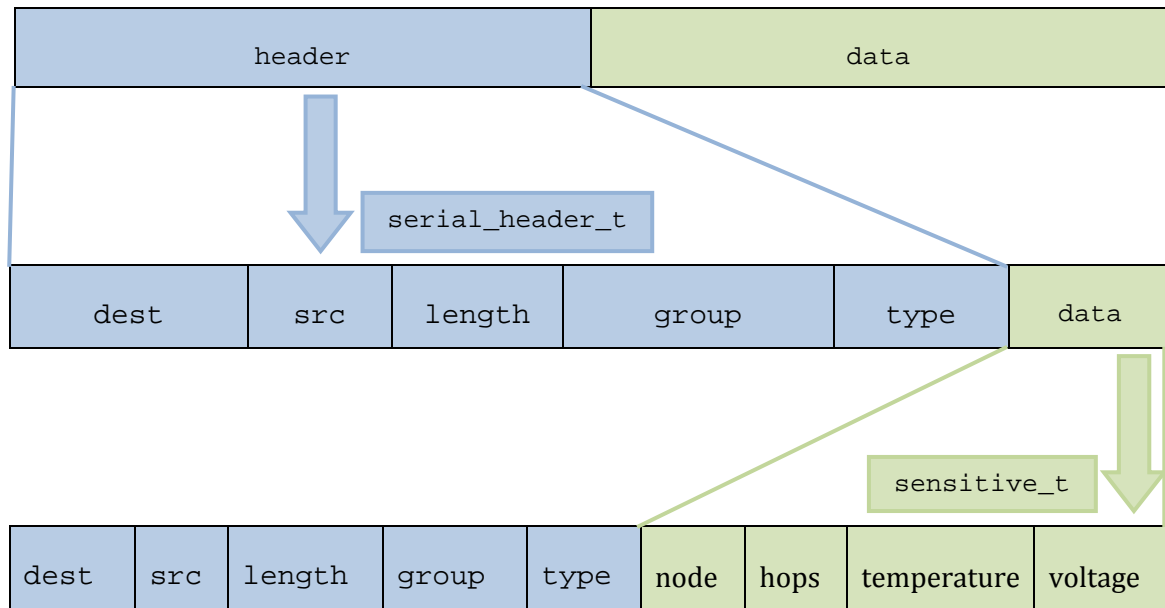 header data
serial_header_t
dest src length group type data
sensitive_t
dest src length group type node hops temperature voltage